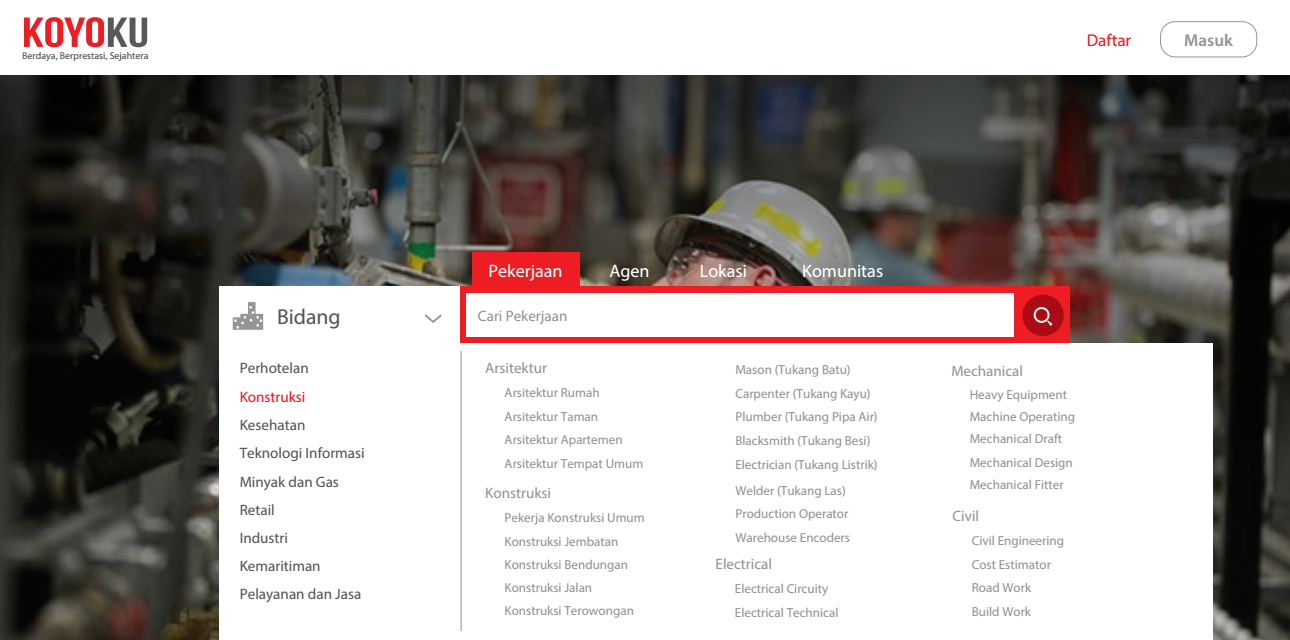 KOYOKU
Berdaya, Berprestasi, Sejahtera
Daftar
Masuk
Pekerjaan
Agen
Lokasi
Komunitas
Bidang
Cari Pekerjaan
Perhotelan
Konstruksi
Kesehatan
Teknologi Informasi
Minyak dan Gas
Retail
Industri
Kemaritiman
Pelayanan dan Jasa
Arsitektur
Arsitektur Rumah
Arsitektur Taman
Arsitektur Apartemen
Arsitektur Tempat Umum
Konstruksi
Pekerja Konstruksi Umum
Konstruksi Jembatan
Konstruksi Bendungan
Konstruksi Jalan
Konstruksi Terowongan
Mason (Tukang Batu)
Carpenter (Tukang Kayu)
Plumber (Tukang Pipa Air)
Blacksmith (Tukang Besi)
Electrician (Tukang Listrik)
Welder (Tukang Las)
Production Operator
Warehouse Encoders
Electrical
Electrical Circuity
Electrical Technical
Mechanical
Heavy Equipment
Machine Operating
Mechanical Draft
Mechanical Design
Mechanical Fitter
Civil
Civil Engineering
Cost Estimator
Road Work
Build Work